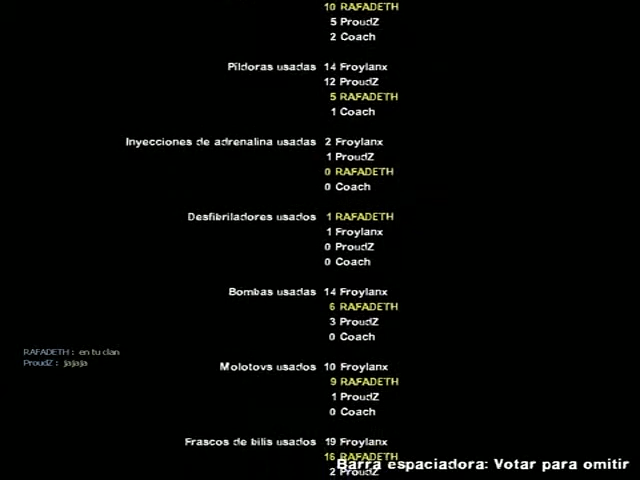 10 RAFADETH
5 ProudZ
2 Coach
Píldoras usadas 14 Froylanx
12 ProudZ
5 RAFADETH
1 Coach
Inyecciones de adrenalina usadas 2 Froylanx
1 ProudZ
0 RAFADETH
0 Coach
Desfibriladores usados 1 RAFADETH
1 Froylanx
0 ProudZ
0 Coach
Bombas usadas 14 Froylanx
6 RAFADETH
3 ProudZ
0 Coach
RAFADETH : en tu clan
ProudZ : jajaja
Molotovs usados 10 Froylanx
9 RAFADETH
1 ProudZ
0 Coach
Frascos de bilis usados 19 Froylanx
16 RAFADETH
Barra espaciadora: Votar para omitir
2 ProudZ